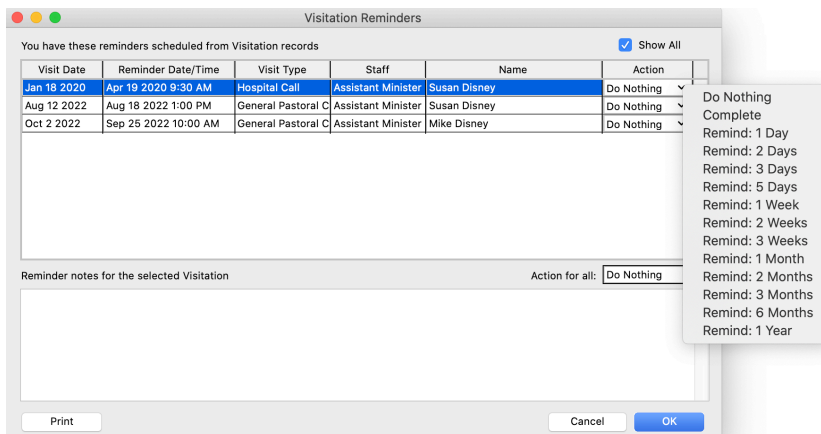 Visitation Reminders
You have these reminders scheduled from Visitation records
Show All
Visit Date Reminder Date/Time Visit Type Staff Name Action
Jan 18 2020 Apr 19 2020 9:30 AM Hospital Call Assistant Minister Susan Disney Do Nothing
Aug 12 2022 Aug 18 2022 1:00 PM General Pastoral C Assistant Minister Susan Disney Do Nothing
Oct 2 2022 Sep 25 2022 10:00 AM General Pastoral C Assistant Minister Mike Disney Do Nothing
Do Nothing
Complete
Remind: 1 Day
Remind: 2 Days
Remind: 3 Days
Remind: 5 Days
Remind: 1 Week
Remind: 2 Weeks
Remind: 3 Weeks
Remind: 1 Month
Remind: 2 Months
Remind: 3 Months
Remind: 6 Months
Remind: 1 Year
Reminder notes for the selected Visitation
Action for all: Do Nothing
Print
Cancel
OK